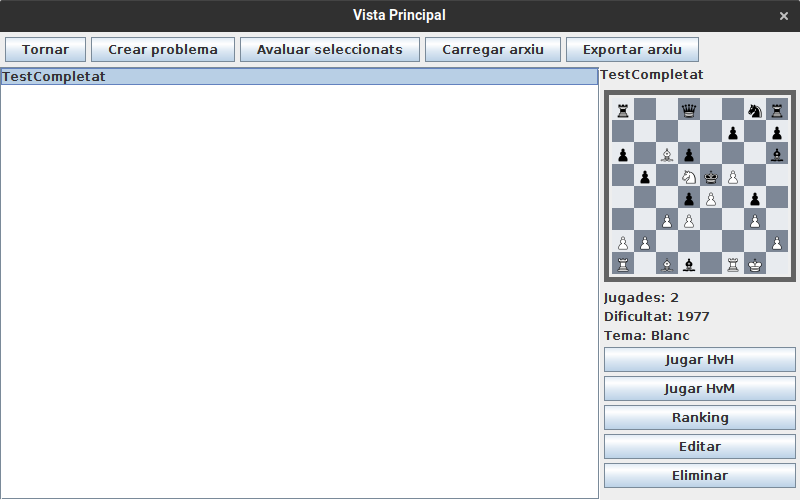 Vista Principal
Tornar Crear problema Avaluar seleccionats Carregar arxiu Exportar arxiu
TestCompletat
TestCompletat
Jugades: 2
Dificultat: 1977
Tema: Blanc
Jugar HvH
Jugar HvM
Ranking
Editar
Eliminar